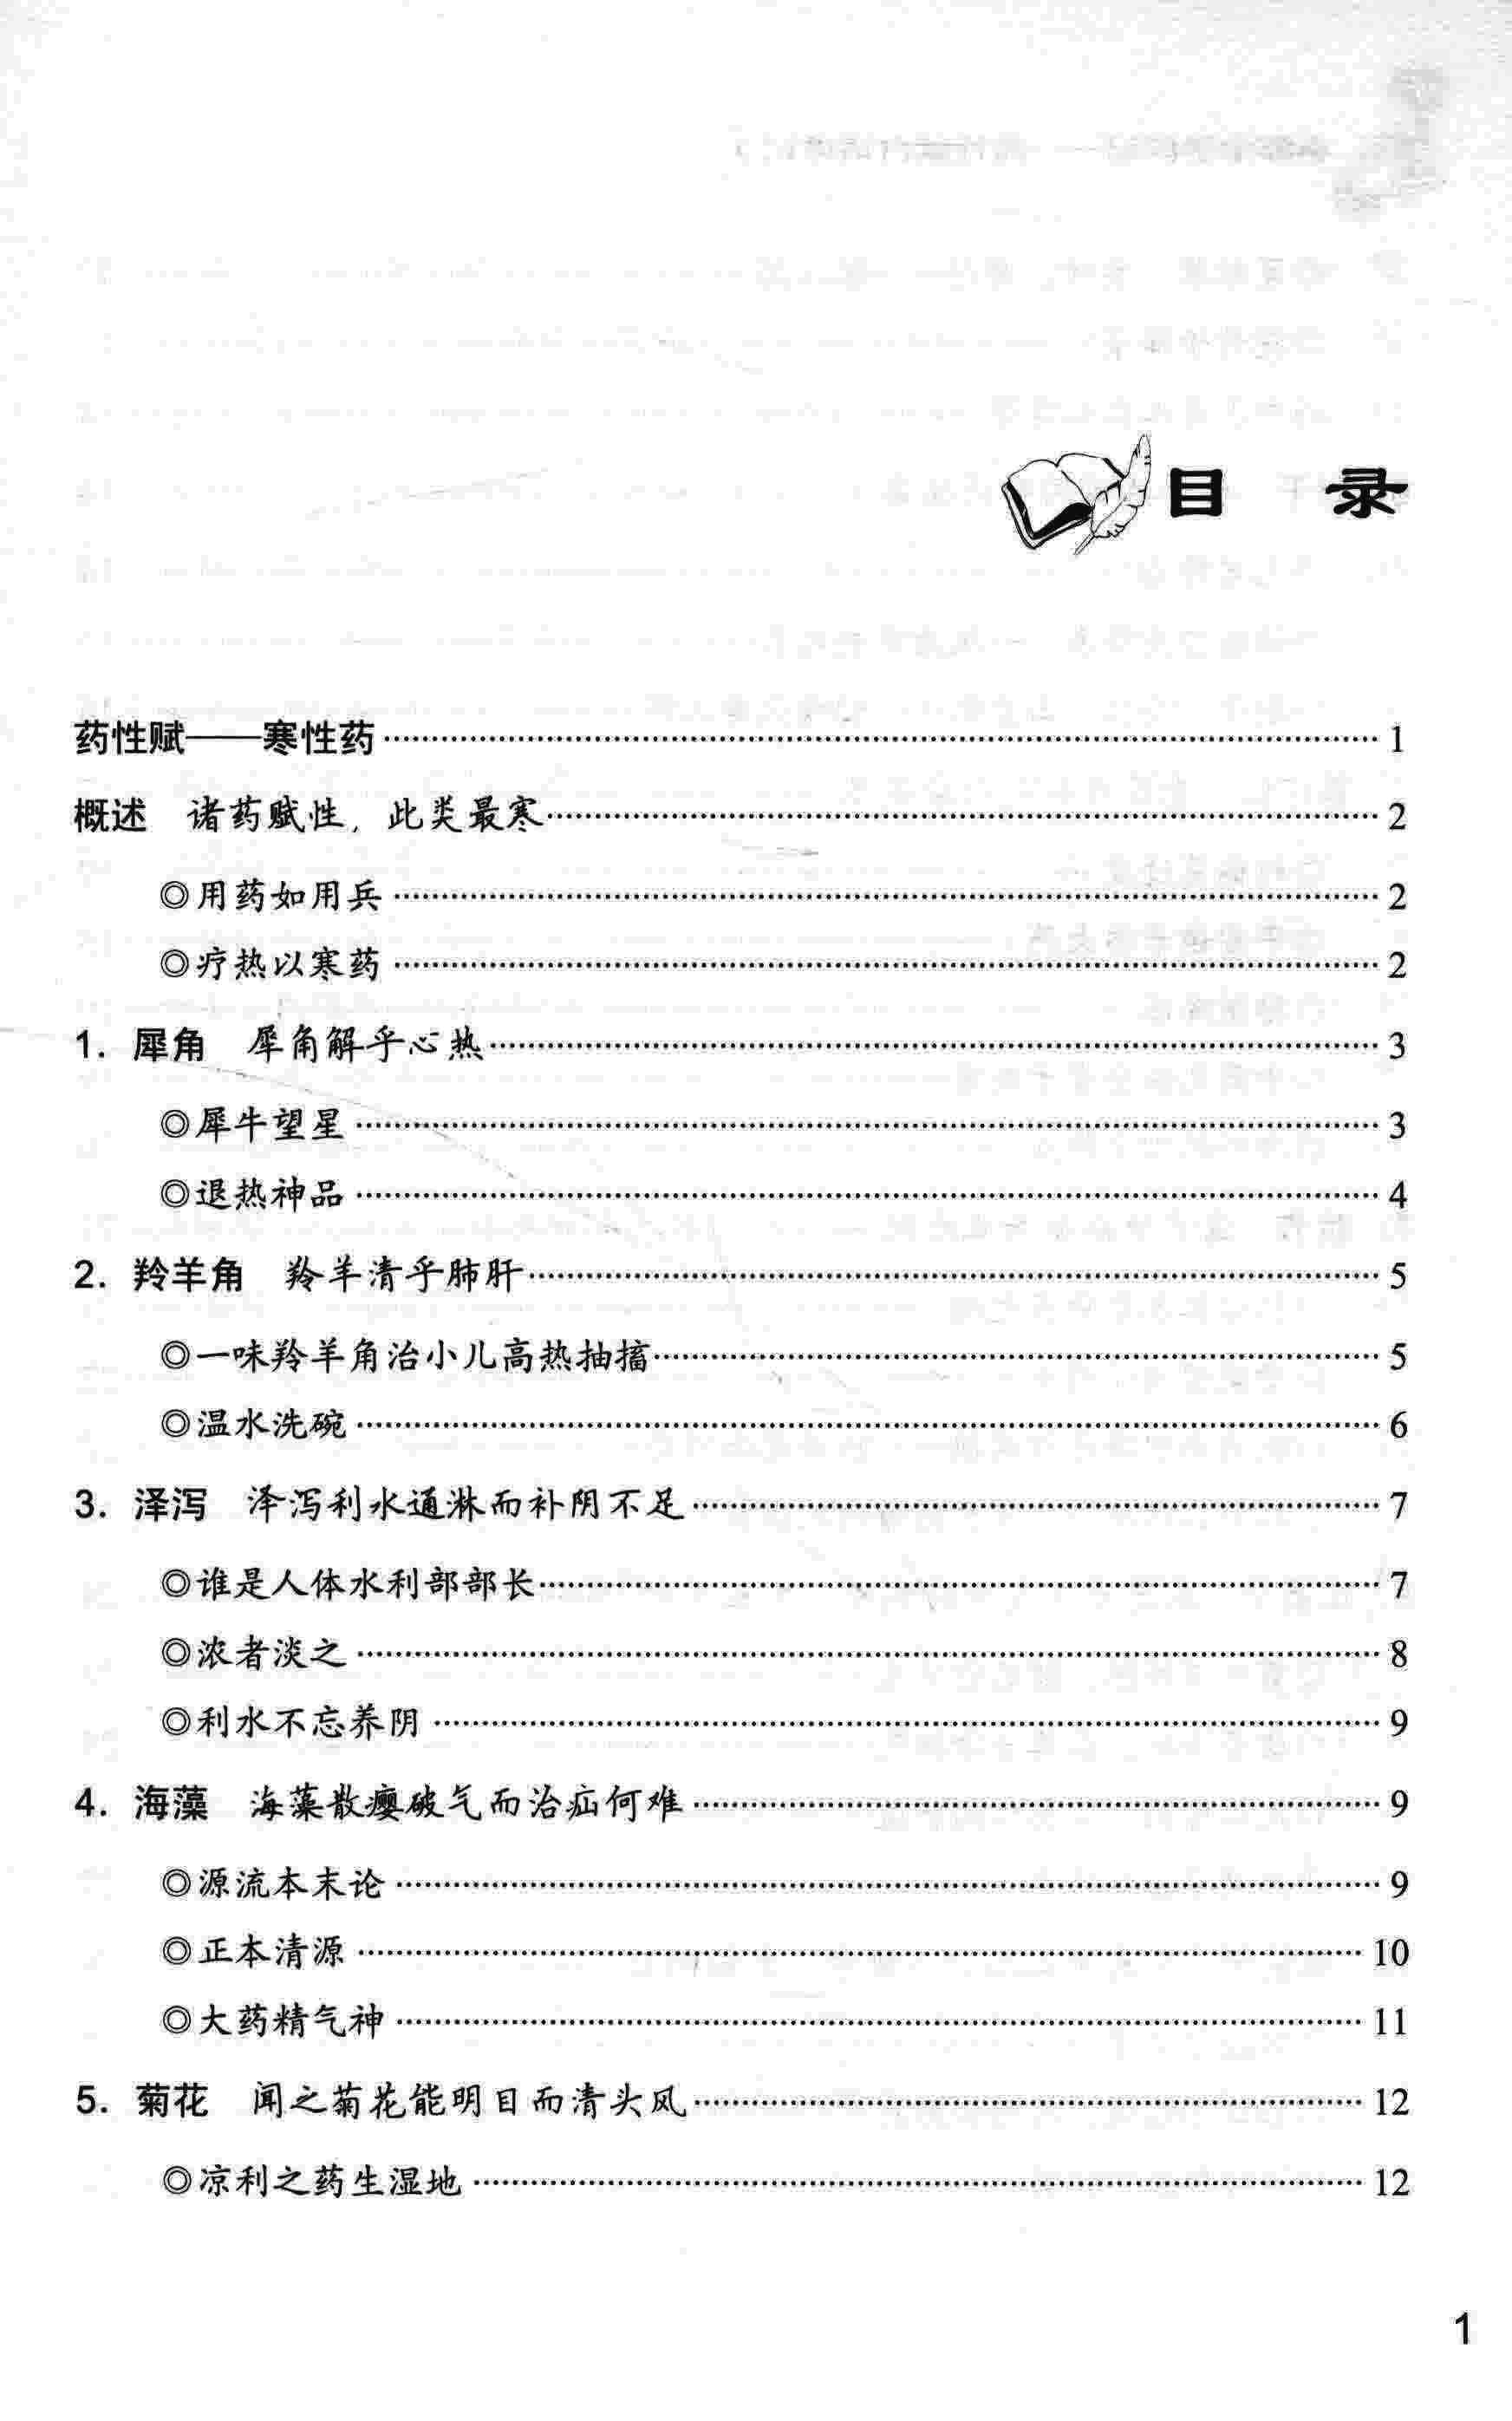 目 录
药性赋——寒性药……1
概述 诸药赋性，此类最寒……2
◎用药如用兵……2
◎疗热以寒药……2
1. 犀角 犀角解乎心热……3
◎犀牛望星……3
◎退热神品……4
2. 羚羊角 羚羊清乎肺肝……5
◎一味羚羊角治小儿高热抽搐……5
◎温水洗碗……6
3. 泽泻 泽泻利水通淋而补阴不足……7
◎谁是人体水利部部长……7
◎浓者淡之……8
◎利水不忘养阴……9
4. 海藻 海藻散瘿破气而治疝何难……9
◎源流本末论……9
◎正本清源……10
◎大药精气神……11
5. 菊花 闻之菊花能明目而清头风……12
◎凉利之药生湿地……12
1